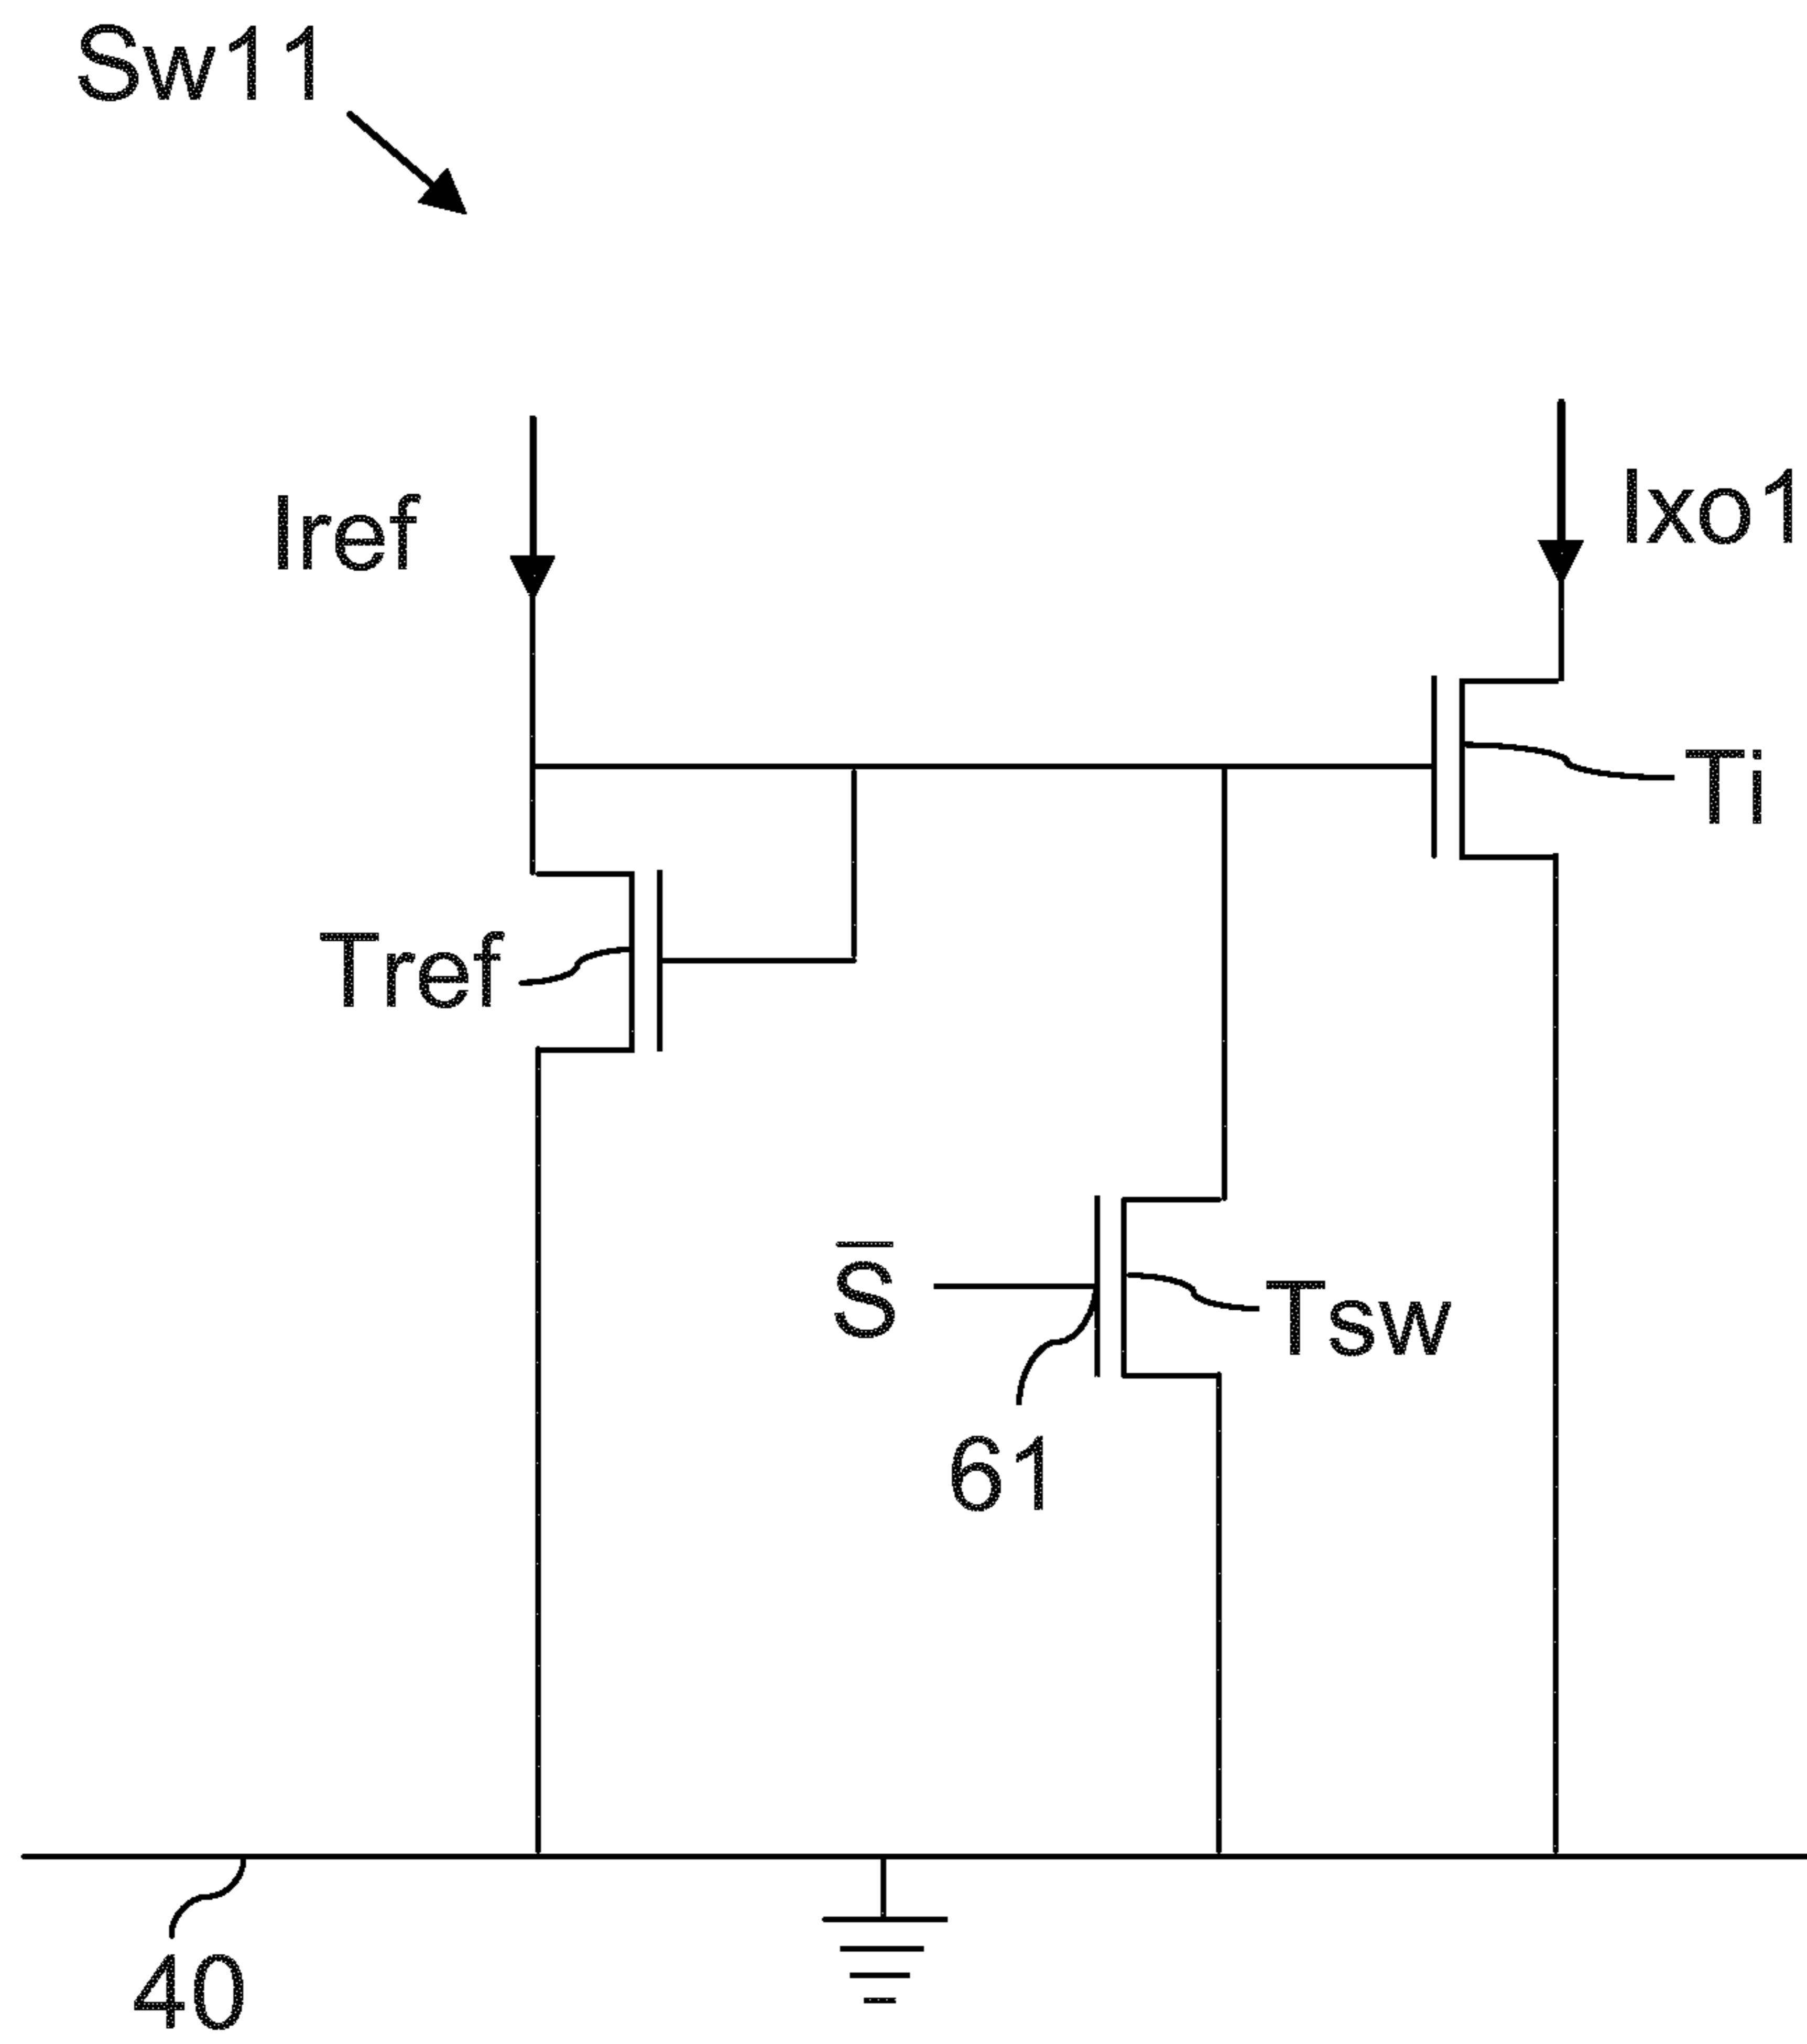 Sw11
Iref
Ixo1
Ti
Tref
S̅
Tsw
61
40